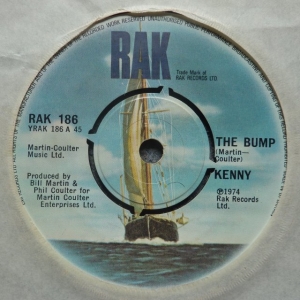 RAK
Trade Mark of
RAK RECORDS LTD
RAK 186
YRAK 186 A 45
Martin-Coulter
Music Ltd.
Produced by
Bill Martin &
Phil Coulter for
Martin Coulter
Enterprises Ltd.
THE BUMP
(Martin—
Coulter)
KENNY
℗1974
Rak Records
Ltd.